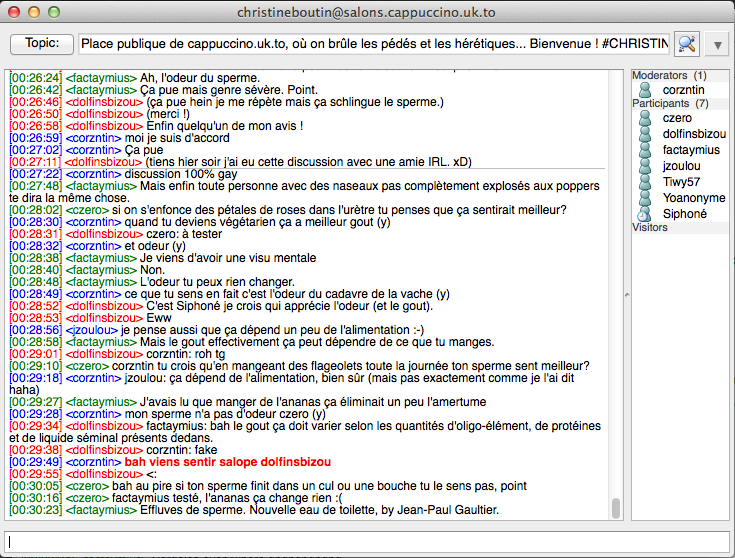 christineboutin@salons.cappuccino.uk.to
Topic:
Place publique de cappuccino.uk.to, où on brûle les pédés et les hérétiques... Bienvenue ! #CHRISTIN
[00:26:24] <factaymius> Ah, l'odeur du sperme.
[00:26:42] <factaymius> Ça pue mais genre sévère. Point.
[00:26:46] <dolfinsbizou> (ça pue hein je me répète mais ça schlingue le sperme.)
[00:26:50] <dolfinsbizou> (merci !)
[00:26:58] <dolfinsbizou> Enfin quelqu'un de mon avis !
[00:26:59] <corzntin> moi je suis d'accord
[00:27:02] <corzntin> Ça pue
[00:27:11] <dolfinsbizou> (tiens hier soir j'ai eu cette discussion avec une amie IRL. xD)
[00:27:22] <corzntin> discussion 100% gay
[00:27:48] <factaymius> Mais enfin toute personne avec des naseaux pas complètement explosés aux poppers
te dira la même chose.
[00:28:02] <czero> si on s'enfonce des pétales de roses dans l'urètre tu penses que ça sentirait meilleur?
[00:28:30] <corzntin> quand tu deviens végétarien ça a meilleur gout (y)
[00:28:31] <dolfinsbizou> czero: à tester
[00:28:32] <corzntin> et odeur (y)
[00:28:38] <factaymius> Je viens d'avoir une visu mentale
[00:28:40] <factaymius> Non.
[00:28:48] <factaymius> L'odeur tu peux rien changer.
[00:28:49] <corzntin> ce que tu sens en fait c'est l'odeur du cadavre de la vache (y)
[00:28:52] <dolfinsbizou> C'est Siphoné je crois qui apprécie l'odeur (et le gout).
[00:28:53] <dolfinsbizou> Eww
[00:28:56] <jzoulou> je pense aussi que ça dépend un peu de l'alimentation :-)
[00:28:58] <factaymius> Mais le gout effectivement ça peut dépendre de ce que tu manges.
[00:29:01] <dolfinsbizou> corzntin: roh tg
[00:29:10] <czero> corzntin tu crois qu'en mangeant des flageolets toute la journée ton sperme sent meilleur?
[00:29:18] <corzntin> jzoulou: ça dépend de l'alimentation, bien sûr (mais pas exactement comme je l'ai dit
haha)
[00:29:27] <factaymius> J'avais lu que manger de l'ananas ça éliminait un peu l'amertume
[00:29:28] <corzntin> mon sperme n'a pas d'odeur czero (y)
[00:29:34] <dolfinsbizou> factaymius: bah le gout ça doit varier selon les quantités d'oligo-élément, de protéines
et de liquide séminal présents dedans.
[00:29:38] <dolfinsbizou> corzntin: fake
[00:29:49] <corzntin> bah viens sentir salope dolfinsbizou
[00:29:55] <dolfinsbizou> <:
[00:30:05] <czero> bah au pire si ton sperme finit dans un cul ou une bouche tu le sens pas, point
[00:30:16] <czero> factaymius testé, l'ananas ça change rien :(
[00:30:23] <factaymius> Effluves de sperme. Nouvelle eau de toilette, by Jean-Paul Gaultier.
Moderators (1)
corzntin
Participants (7)
czero
dolfinsbizou
factaymius
jzoulou
Tiwy57
Yoanonyme
Siphoné
Visitors